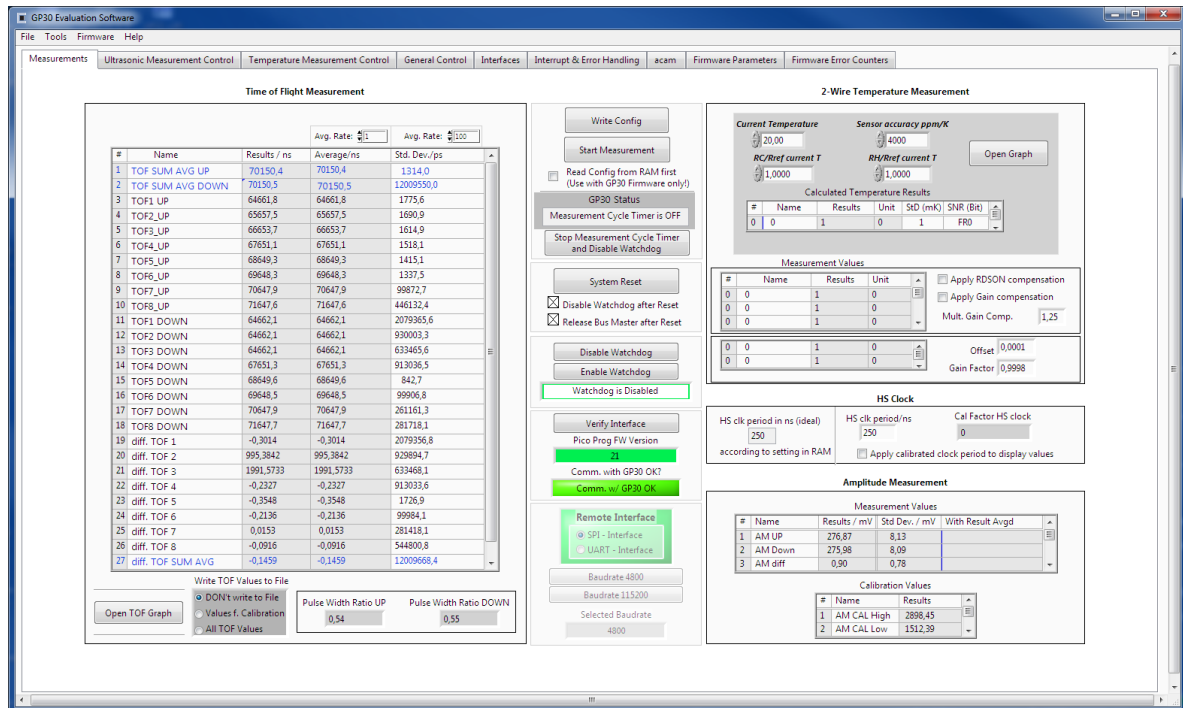 GP30 Evaluation Software
File Tools Firmware Help
Measurements Ultrasonic Measurement Control Temperature Measurement Control General Control Interfaces Interrupt & Error Handling acam Firmware Parameters Firmware Error Counters
Time of Flight Measurement
Avg. Rate: 1 Avg. Rate: 100
# Name Results / ns Average/ns Std. Dev./ps
1 TOF SUM AVG UP 70150,4 70150,4 1314,0
2 TOF SUM AVG DOWN 70150,5 70150,5 12009550,0
3 TOF1 UP 64661,8 64661,8 1775,6
4 TOF2_UP 65657,5 65657,5 1690,9
5 TOF3_UP 66653,7 66653,7 1614,9
6 TOF4_UP 67651,1 67651,1 1518,1
7 TOF5_UP 68649,3 68649,3 1415,1
8 TOF6_UP 69648,3 69648,3 1337,5
9 TOF7_UP 70647,9 70647,9 99872,7
10 TOF8_UP 71647,6 71647,6 446132,4
11 TOF1 DOWN 64662,1 64662,1 2079365,6
12 TOF2 DOWN 64662,1 64662,1 930003,3
13 TOF3 DOWN 64662,1 64662,1 633465,6
14 TOF4 DOWN 67651,3 67651,3 913036,5
15 TOF5 DOWN 68649,6 68649,6 842,7
16 TOF6 DOWN 69648,5 69648,5 99906,8
17 TOF7 DOWN 70647,9 70647,9 261161,3
18 TOF8 DOWN 71647,7 71647,7 281718,1
19 diff. TOF 1 -0,3014 -0,3014 2079356,8
20 diff. TOF 2 995,3842 995,3842 929894,7
21 diff. TOF 3 1991,5733 1991,5733 633468,1
22 diff. TOF 4 -0,2327 -0,2327 913033,6
23 diff. TOF 5 -0,3548 -0,3548 1726,9
24 diff. TOF 6 -0,2136 -0,2136 99984,1
25 diff. TOF 7 0,0153 0,0153 281418,1
26 diff. TOF 8 -0,0916 -0,0916 544800,8
27 diff. TOF SUM AVG -0,1459 -0,1459 12009668,4
Write TOF Values to File
Open TOF Graph
DON't write to File
Values f. Calibration
All TOF Values
Pulse Width Ratio UP Pulse Width Ratio DOWN
0,54 0,55
Write Config
Start Measurement
Read Config from RAM first
(Use with GP30 Firmware only!)
GP30 Status
Measurement Cycle Timer is OFF
Stop Measurement Cycle Timer
and Disable Watchdog
System Reset
Disable Watchdog after Reset
Release Bus Master after Reset
Disable Watchdog
Enable Watchdog
Watchdog is Disabled
Verify Interface
Pico Prog FW Version
21
Comm. with GP30 OK?
Comm. w/ GP30 OK
Remote Interface
SPI - Interface
UART - Interface
Baudrate 4800
Baudrate 115200
Selected Baudrate
4800
2-Wire Temperature Measurement
Current Temperature Sensor accuracy ppm/K
20,00 4000
RC/Rref current T RH/Rref current T
1,0000 1,0000
Open Graph
Calculated Temperature Results
# Name Results Unit StD (mK) SNR (Bit)
0 0 1 0 1 FR0
Measurement Values
# Name Results Unit
0 0 1 0
0 0 1 0
0 0 1 0
Apply RDSON compensation
Apply Gain compensation
Mult. Gain Comp. 1,25
0 0 1 0
0 0 1 0
Offset 0,0001
Gain Factor 0,9998
HS Clock
HS clk period in ns (ideal) HS clk period/ns Cal Factor HS clock
250 250 0
according to setting in RAM Apply calibrated clock period to display values
Amplitude Measurement
Measurement Values
# Name Results / mV Std Dev. / mV With Result Avgd
1 AM UP 276,87 8,13
2 AM Down 275,98 8,09
3 AM diff 0,90 0,78
Calibration Values
# Name Results
1 AM CAL High 2898,45
2 AM CAL Low 1512,39